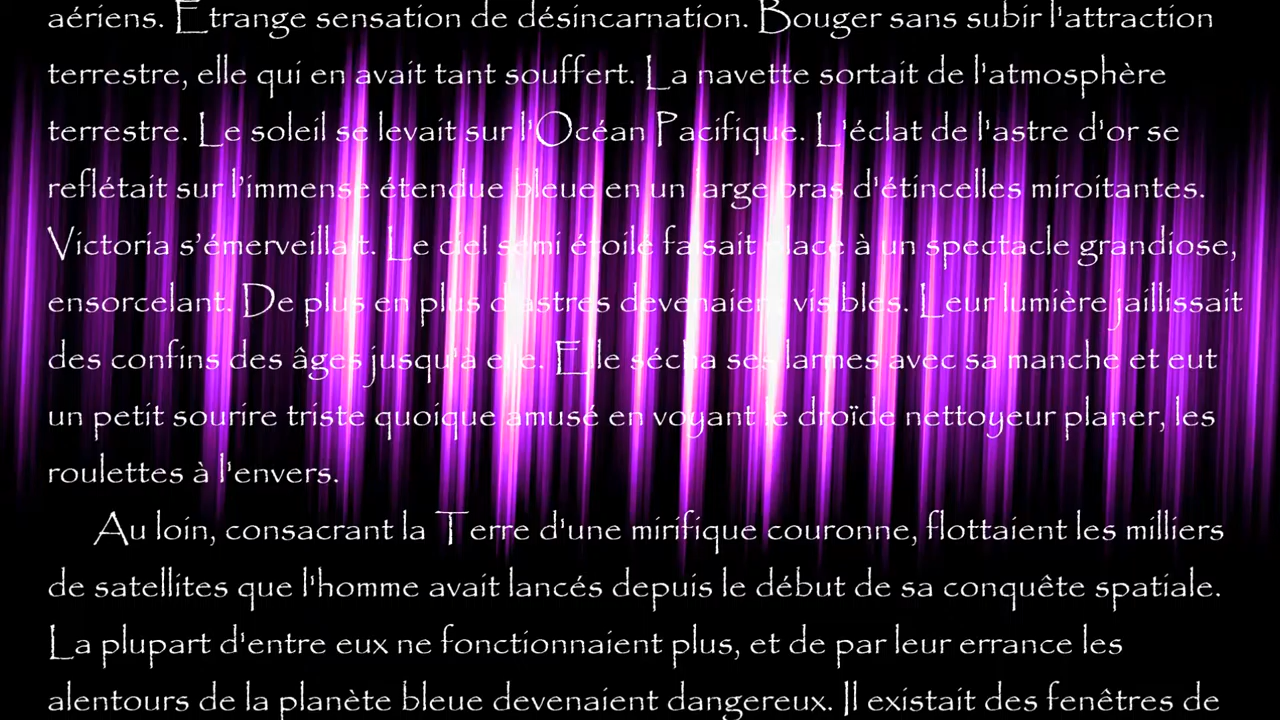 aériens. Etrange sensation de désincarnation. Bouger sans subir l'attraction
terrestre, elle qui en avait tant souffert. La navette sortait de l'atmosphère
terrestre. Le soleil se levait sur l'Océan Pacifique. L'éclat de l'astre d'or se
reflétait sur l’immense étendue bleue en un large bras d'étincelles miroitantes.
Victoria s’émerveillait. Le ciel semi étoilé faisait place à un spectacle grandiose,
ensorcelant. De plus en plus d'astres devenaient visibles. Leur lumière jaillissait
des confins des âges jusqu'à elle. Elle sécha ses larmes avec sa manche et eut
un petit sourire triste quoique amusé en voyant le droïde nettoyeur planer, les
roulettes à l'envers.
Au loin, consacrant la Terre d'une mirifique couronne, flottaient les milliers
de satellites que l'homme avait lancés depuis le début de sa conquête spatiale.
La plupart d'entre eux ne fonctionnaient plus, et de par leur errance les
alentours de la planète bleue devenaient dangereux. Il existait des fenêtres de